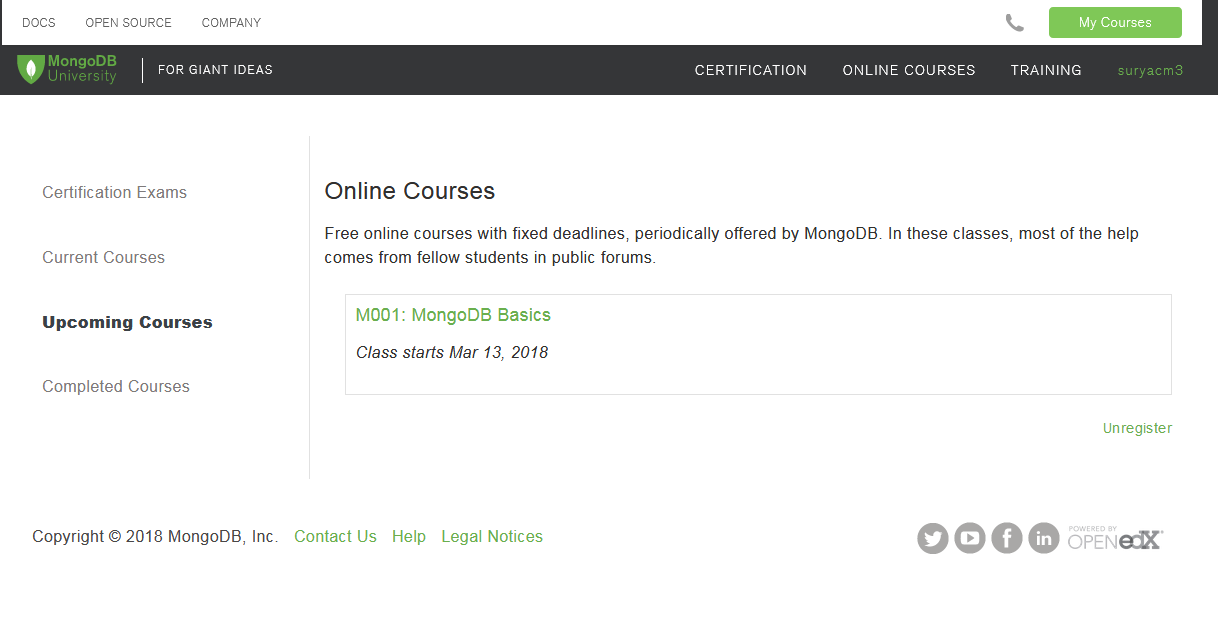 DOCS OPEN SOURCE COMPANY My Courses
MongoDB
University
FOR GIANT IDEAS CERTIFICATION ONLINE COURSES TRAINING suryacm3
Certification Exams
Current Courses
Upcoming Courses
Completed Courses
Online Courses
Free online courses with fixed deadlines, periodically offered by MongoDB. In these classes, most of the help
comes from fellow students in public forums.
M001: MongoDB Basics
Class starts Mar 13, 2018
Unregister
Copyright © 2018 MongoDB, Inc. Contact Us Help Legal Notices
POWERED BY
OPEN edX